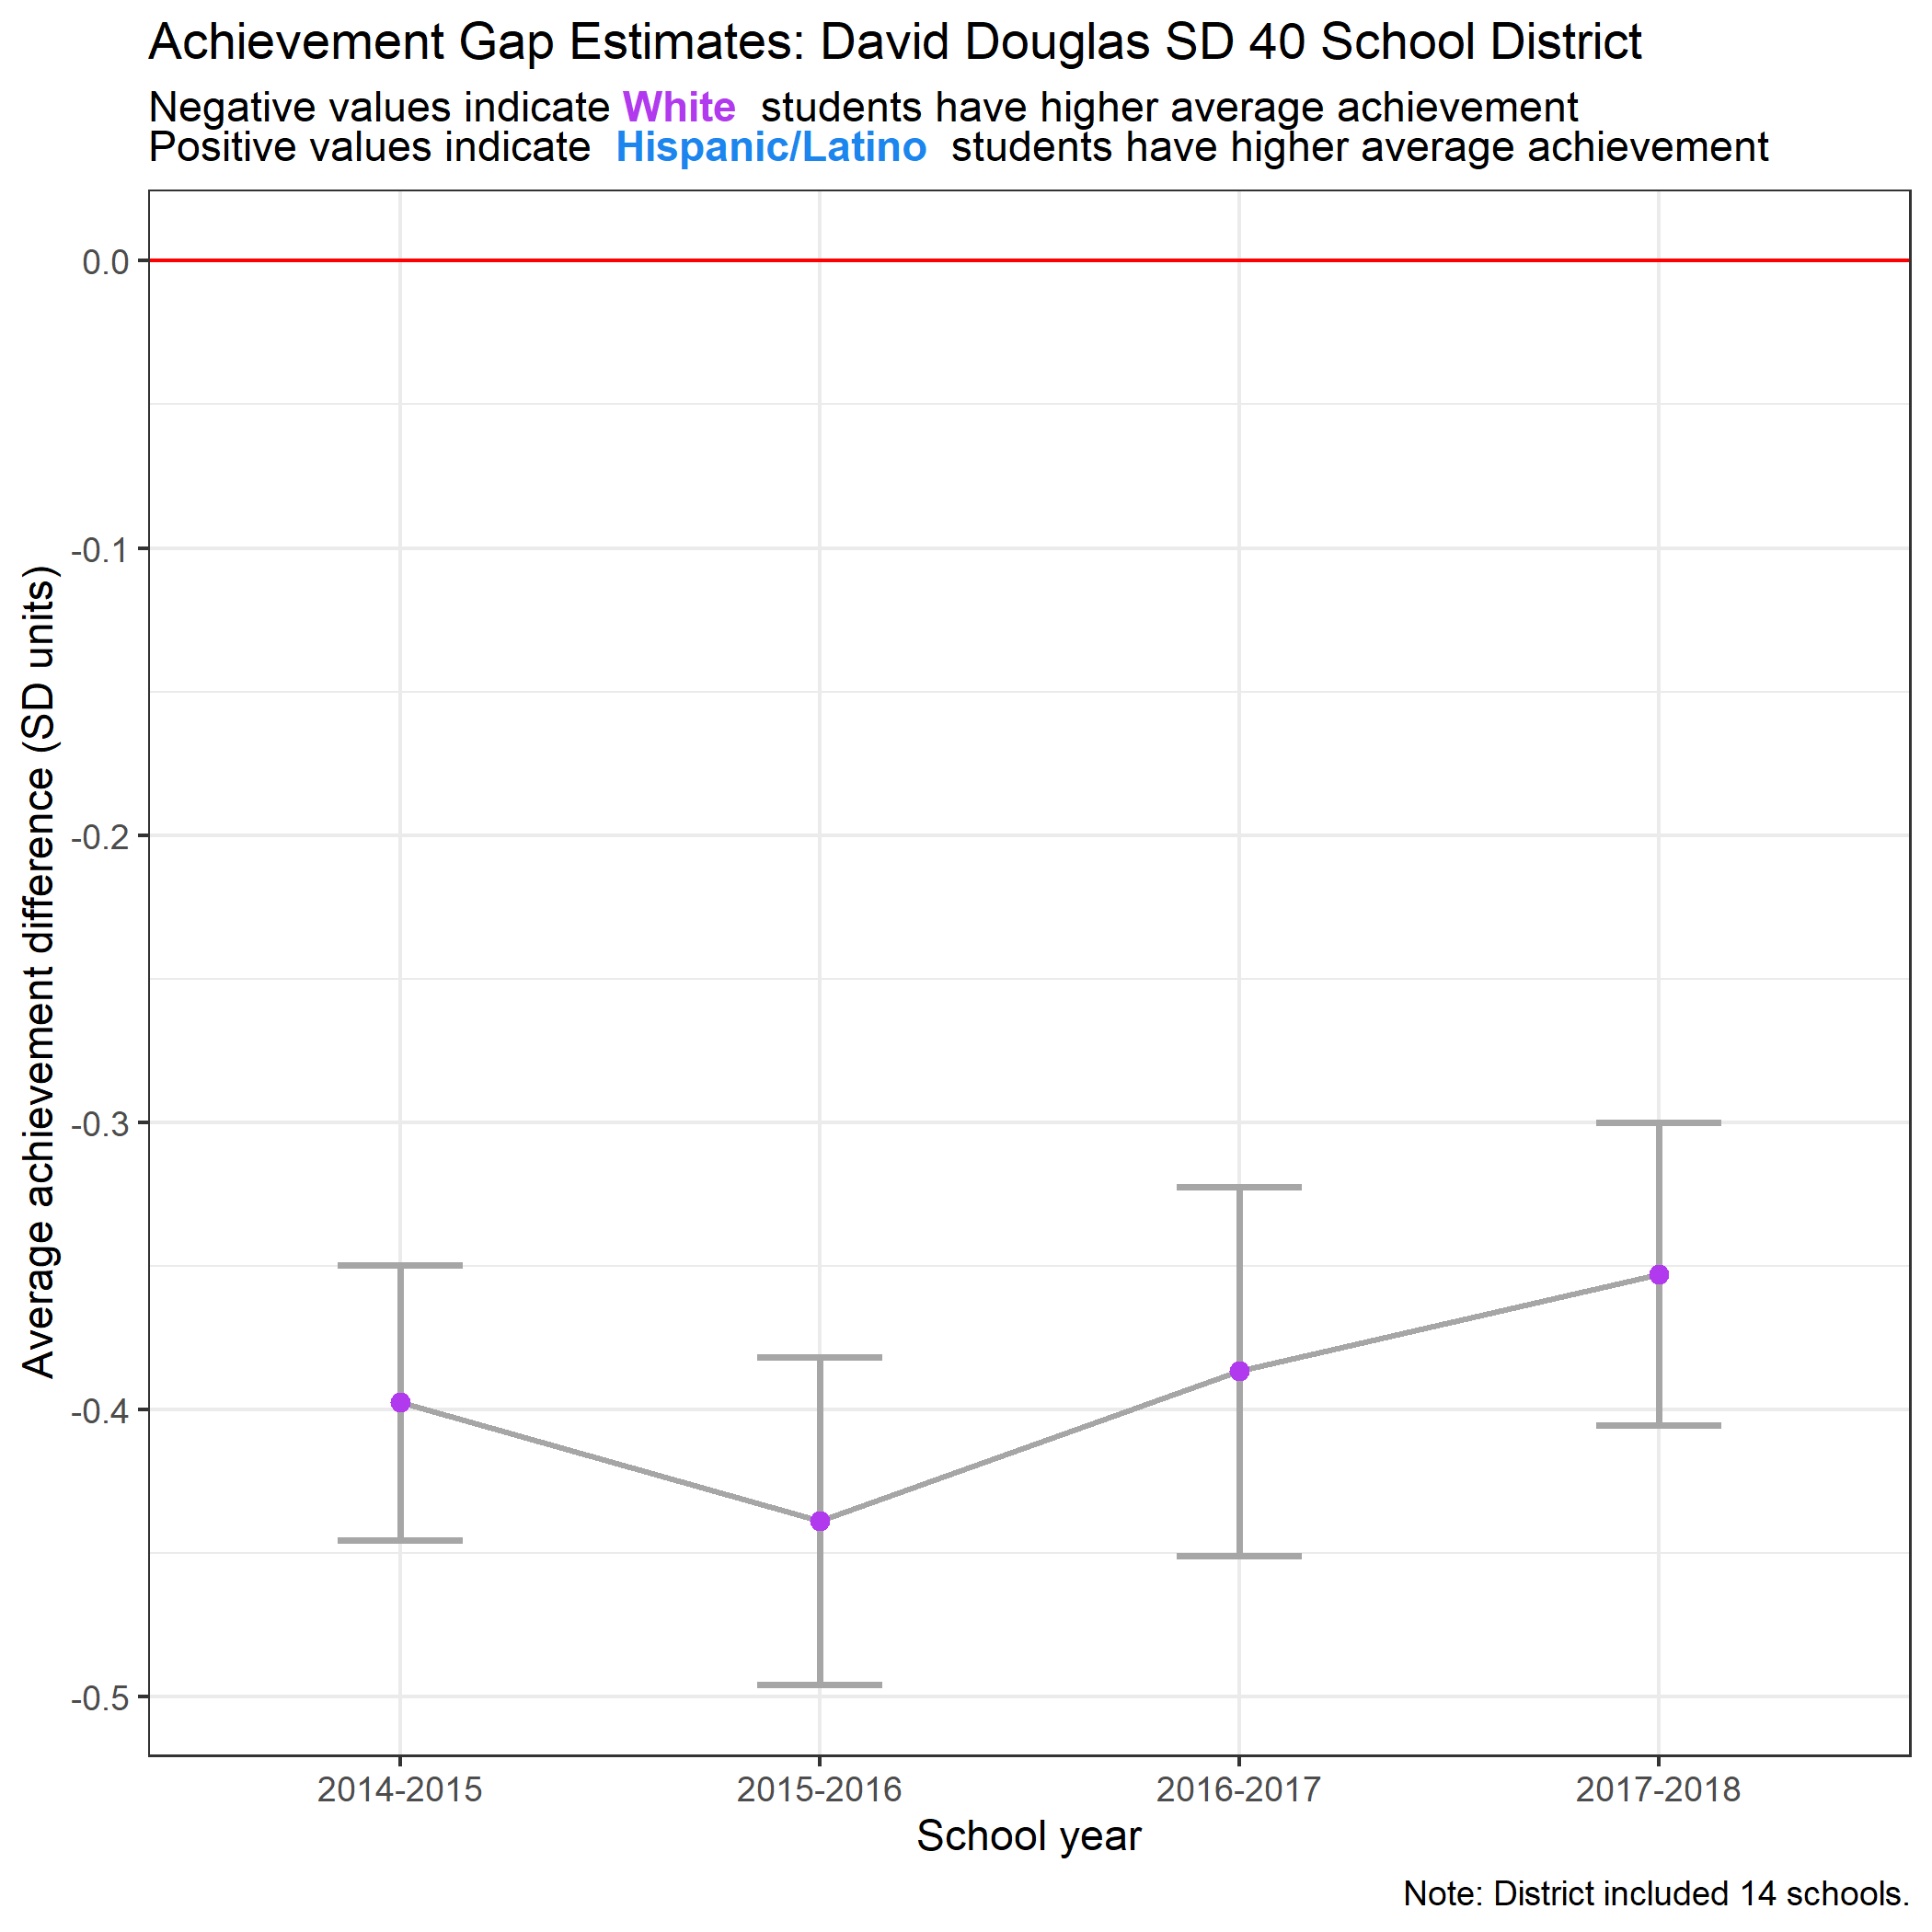 Achievement Gap Estimates: David Douglas SD 40 School District
Negative values indicate White students have higher average achievement
Positive values indicate Hispanic/Latino students have higher average achievement
Average achievement difference (SD units)
0.0
-0.1
-0.2
-0.3
-0.4
-0.5
2014-2015 2015-2016 2016-2017 2017-2018
School year
Note: District included 14 schools.